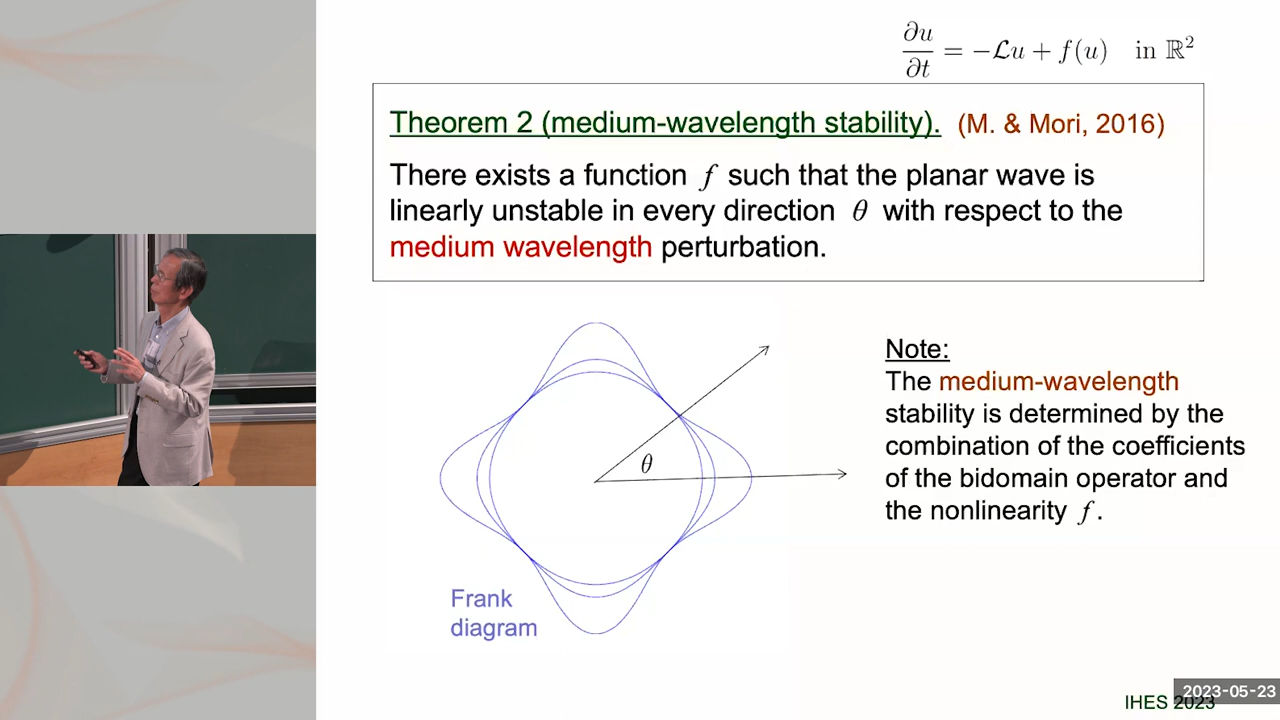 ∂u/∂t = −ℒu + f(u) in ℝ²
Theorem 2 (medium-wavelength stability). (M. & Mori, 2016)
There exists a function f such that the planar wave is
linearly unstable in every direction θ with respect to the
medium wavelength perturbation.
θ
Frank
diagram
Note:
The medium-wavelength
stability is determined by the
combination of the coefficients
of the bidomain operator and
the nonlinearity f.
2023-05-23
IHES 2023